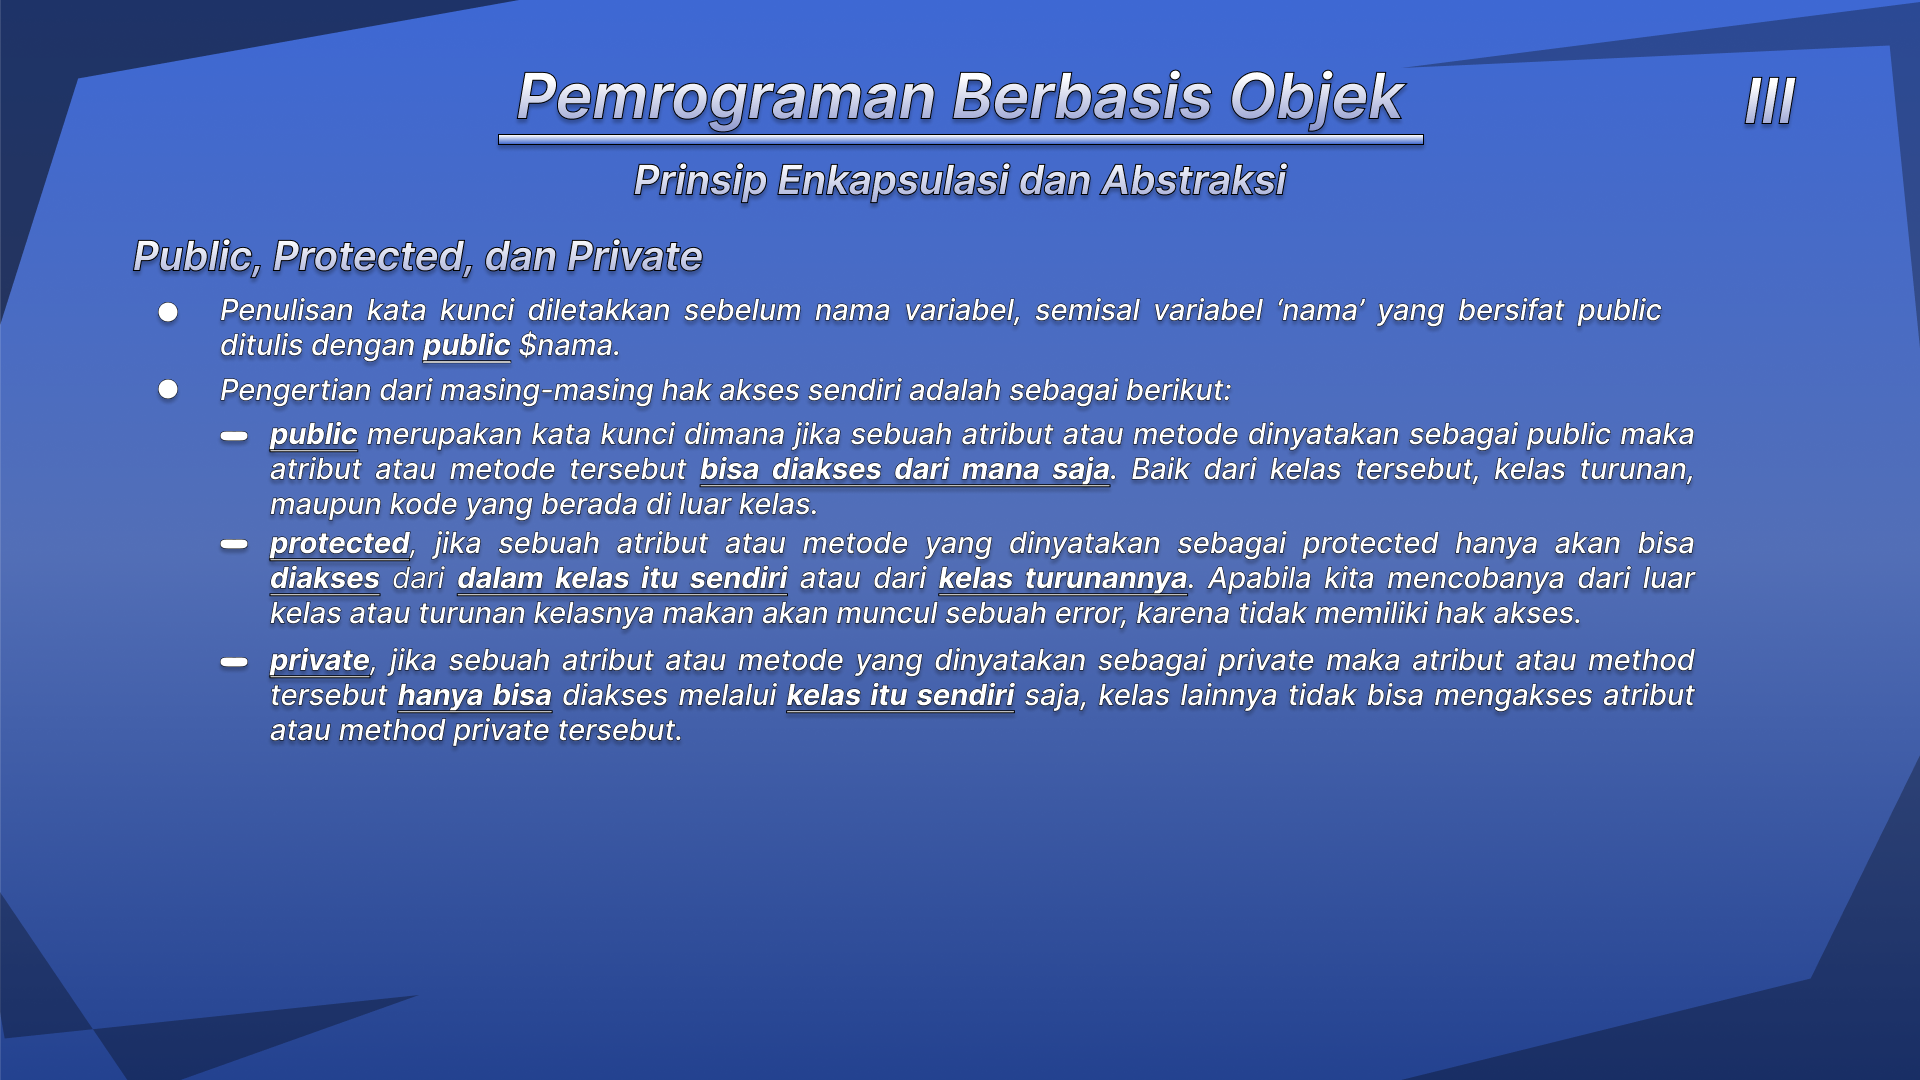 Pemrograman Berbasis Objek
III
Prinsip Enkapsulasi dan Abstraksi
Public, Protected, dan Private
● Penulisan kata kunci diletakkan sebelum nama variabel, semisal variabel ‘nama’ yang bersifat public
ditulis dengan public $nama.
● Pengertian dari masing-masing hak akses sendiri adalah sebagai berikut:
- public merupakan kata kunci dimana jika sebuah atribut atau metode dinyatakan sebagai public maka
atribut atau metode tersebut bisa diakses dari mana saja. Baik dari kelas tersebut, kelas turunan,
maupun kode yang berada di luar kelas.
- protected, jika sebuah atribut atau metode yang dinyatakan sebagai protected hanya akan bisa
diakses dari dalam kelas itu sendiri atau dari kelas turunannya. Apabila kita mencobanya dari luar
kelas atau turunan kelasnya makan akan muncul sebuah error, karena tidak memiliki hak akses.
- private, jika sebuah atribut atau metode yang dinyatakan sebagai private maka atribut atau method
tersebut hanya bisa diakses melalui kelas itu sendiri saja, kelas lainnya tidak bisa mengakses atribut
atau method private tersebut.